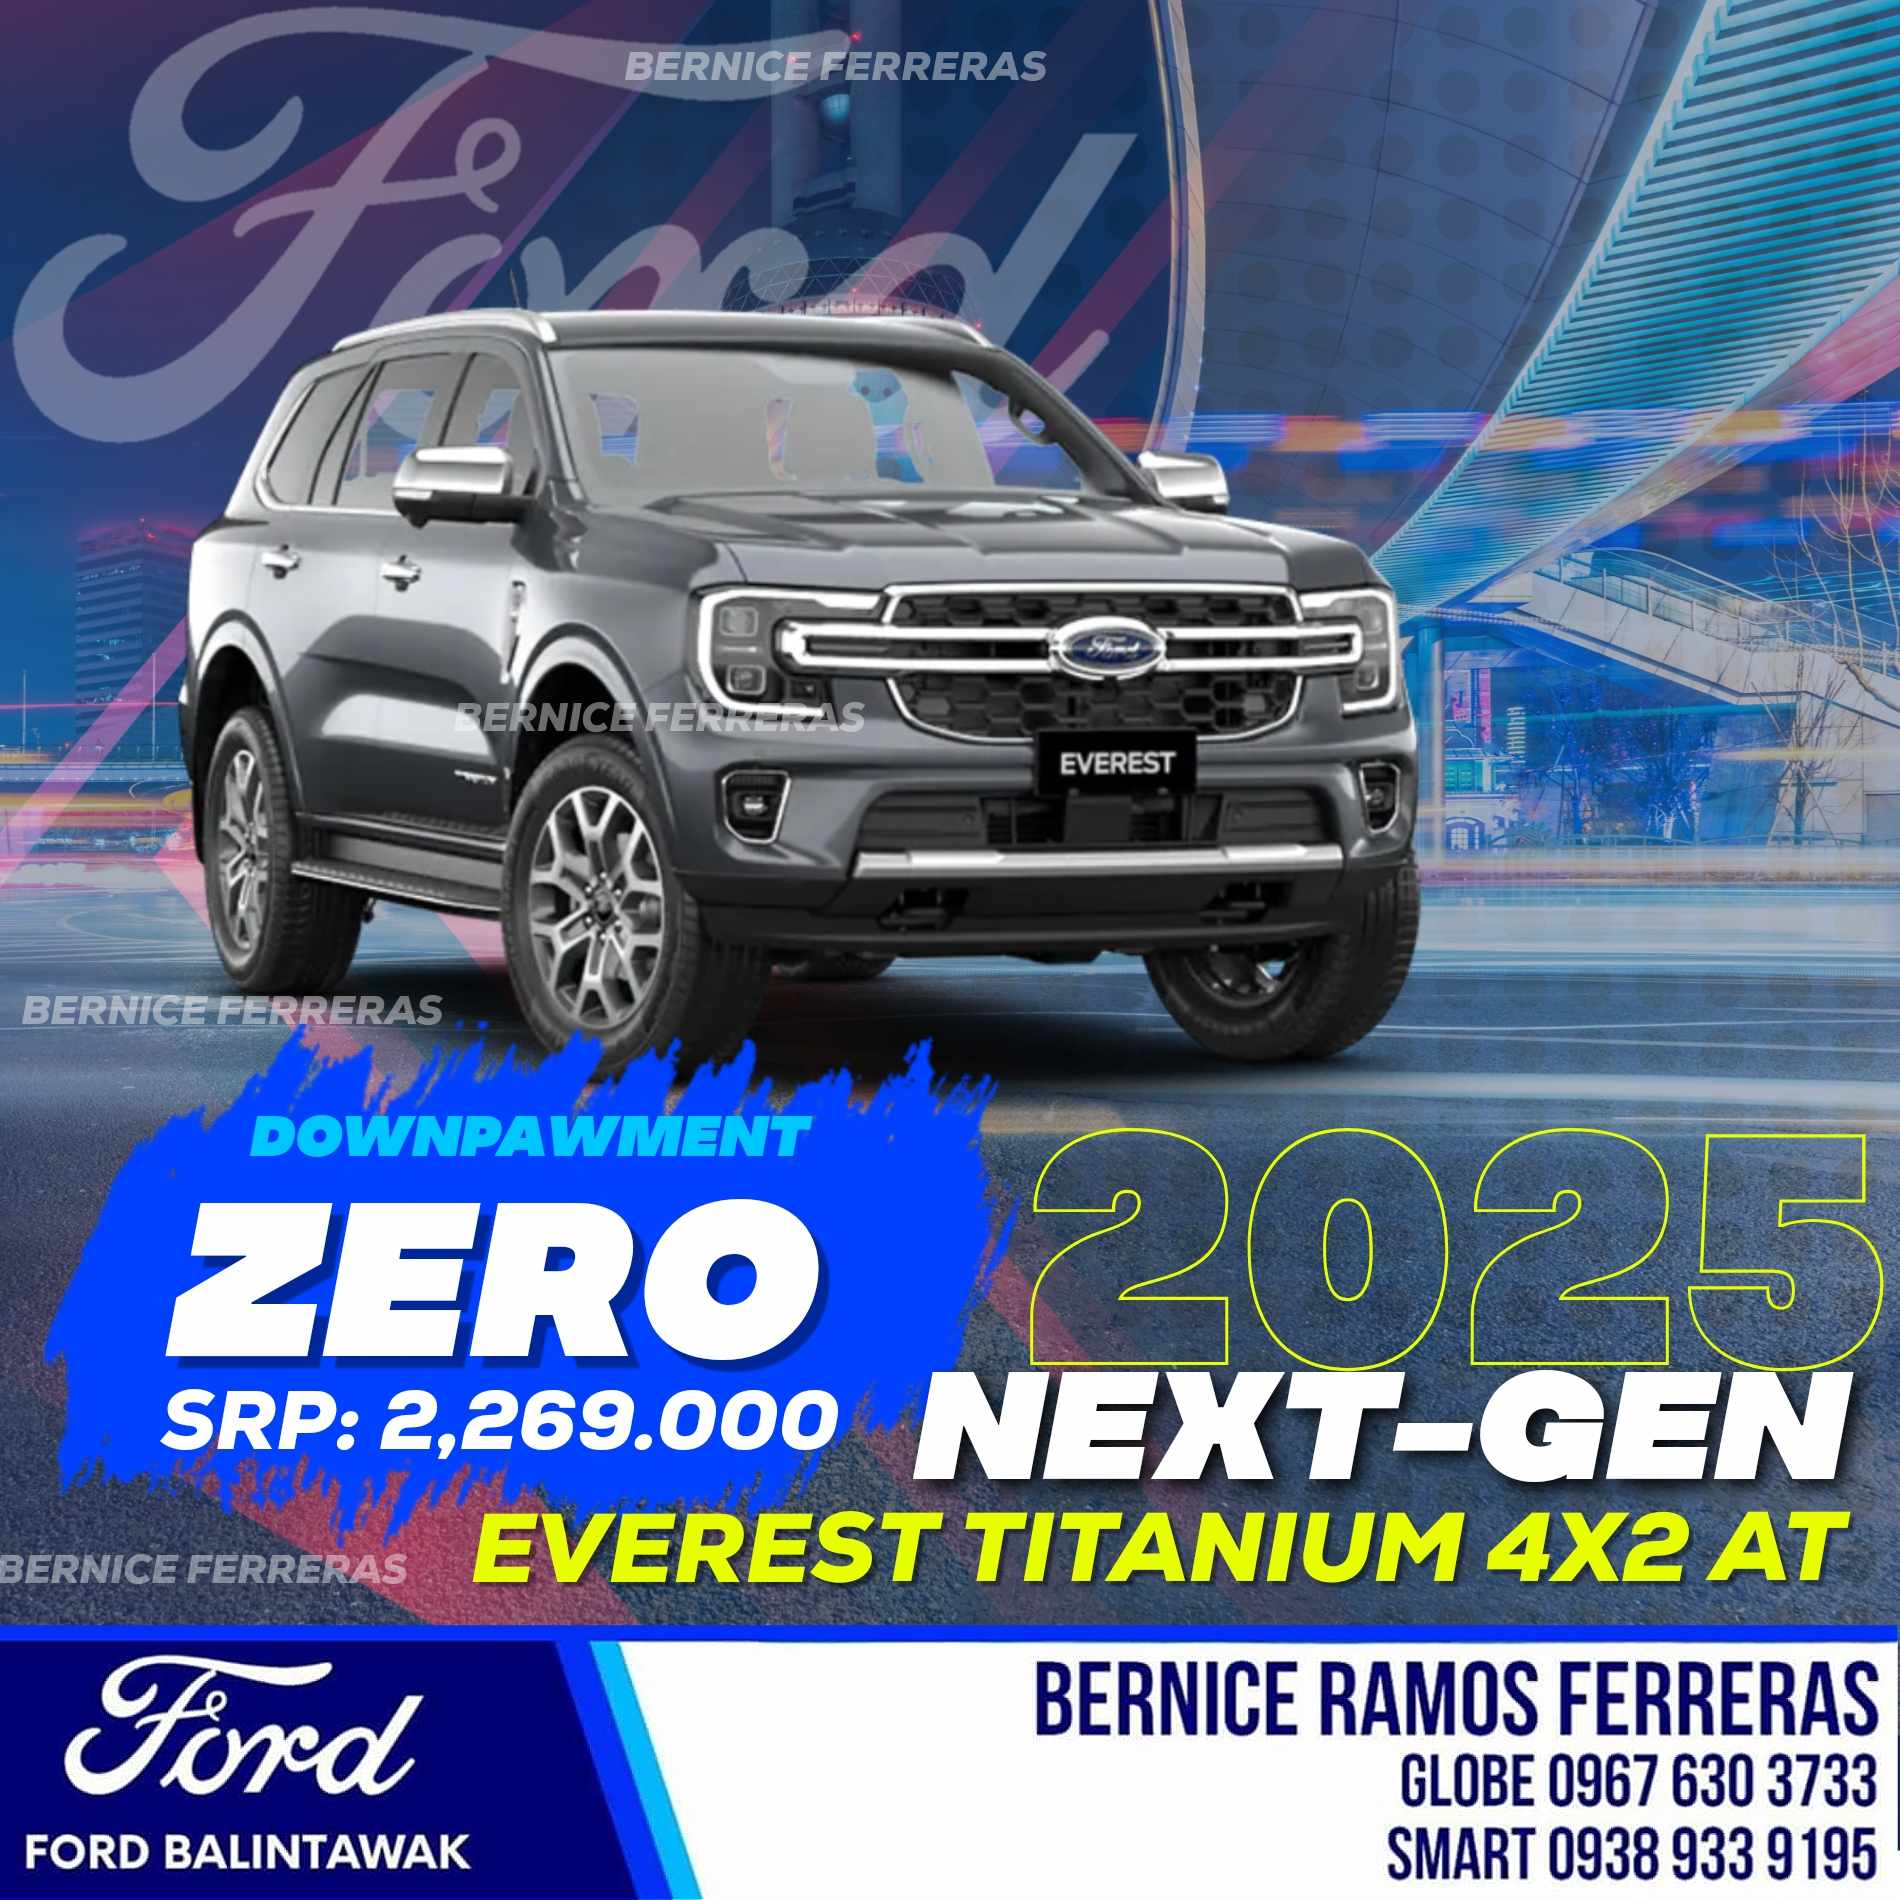 Ford
BERNICE FERRERAS
Ford
EVEREST
BERNICE FERRERAS
BERNICE FERRERAS
DOWNPAWMENT
ZERO
SRP: 2,269.000
2025
NEXT-GEN
EVEREST TITANIUM 4X2 AT
BERNICE FERRERAS
Ford
FORD BALINTAWAK
BERNICE RAMOS FERRERAS
GLOBE 0967 630 3733
SMART 0938 933 9195